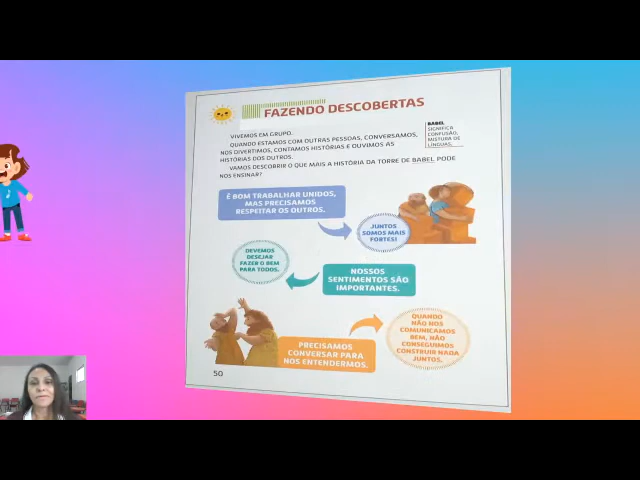 FAZENDO DESCOBERTAS
VIVEMOS EM GRUPO.
QUANDO ESTAMOS COM OUTRAS PESSOAS, CONVERSAMOS,
NOS DIVERTIMOS, CONTAMOS HISTÓRIAS E OUVIMOS AS
HISTÓRIAS DOS OUTROS.
VAMOS DESCOBRIR O QUE MAIS A HISTÓRIA DA TORRE DE BABEL PODE
NOS ENSINAR?
BABEL
SIGNIFICA
CONFUSÃO,
MISTURA DE
LÍNGUAS.
É BOM TRABALHAR UNIDOS,
MAS PRECISAMOS
RESPEITAR OS OUTROS.
JUNTOS
SOMOS MAIS
FORTES!
DEVEMOS
DESEJAR
FAZER O BEM
PARA TODOS.
NOSSOS
SENTIMENTOS SÃO
IMPORTANTES.
PRECISAMOS
CONVERSAR PARA
NOS ENTENDERMOS.
QUANDO
NÃO NOS
COMUNICAMOS
BEM, NÃO
CONSEGUIMOS
CONSTRUIR NADA
JUNTOS.
50